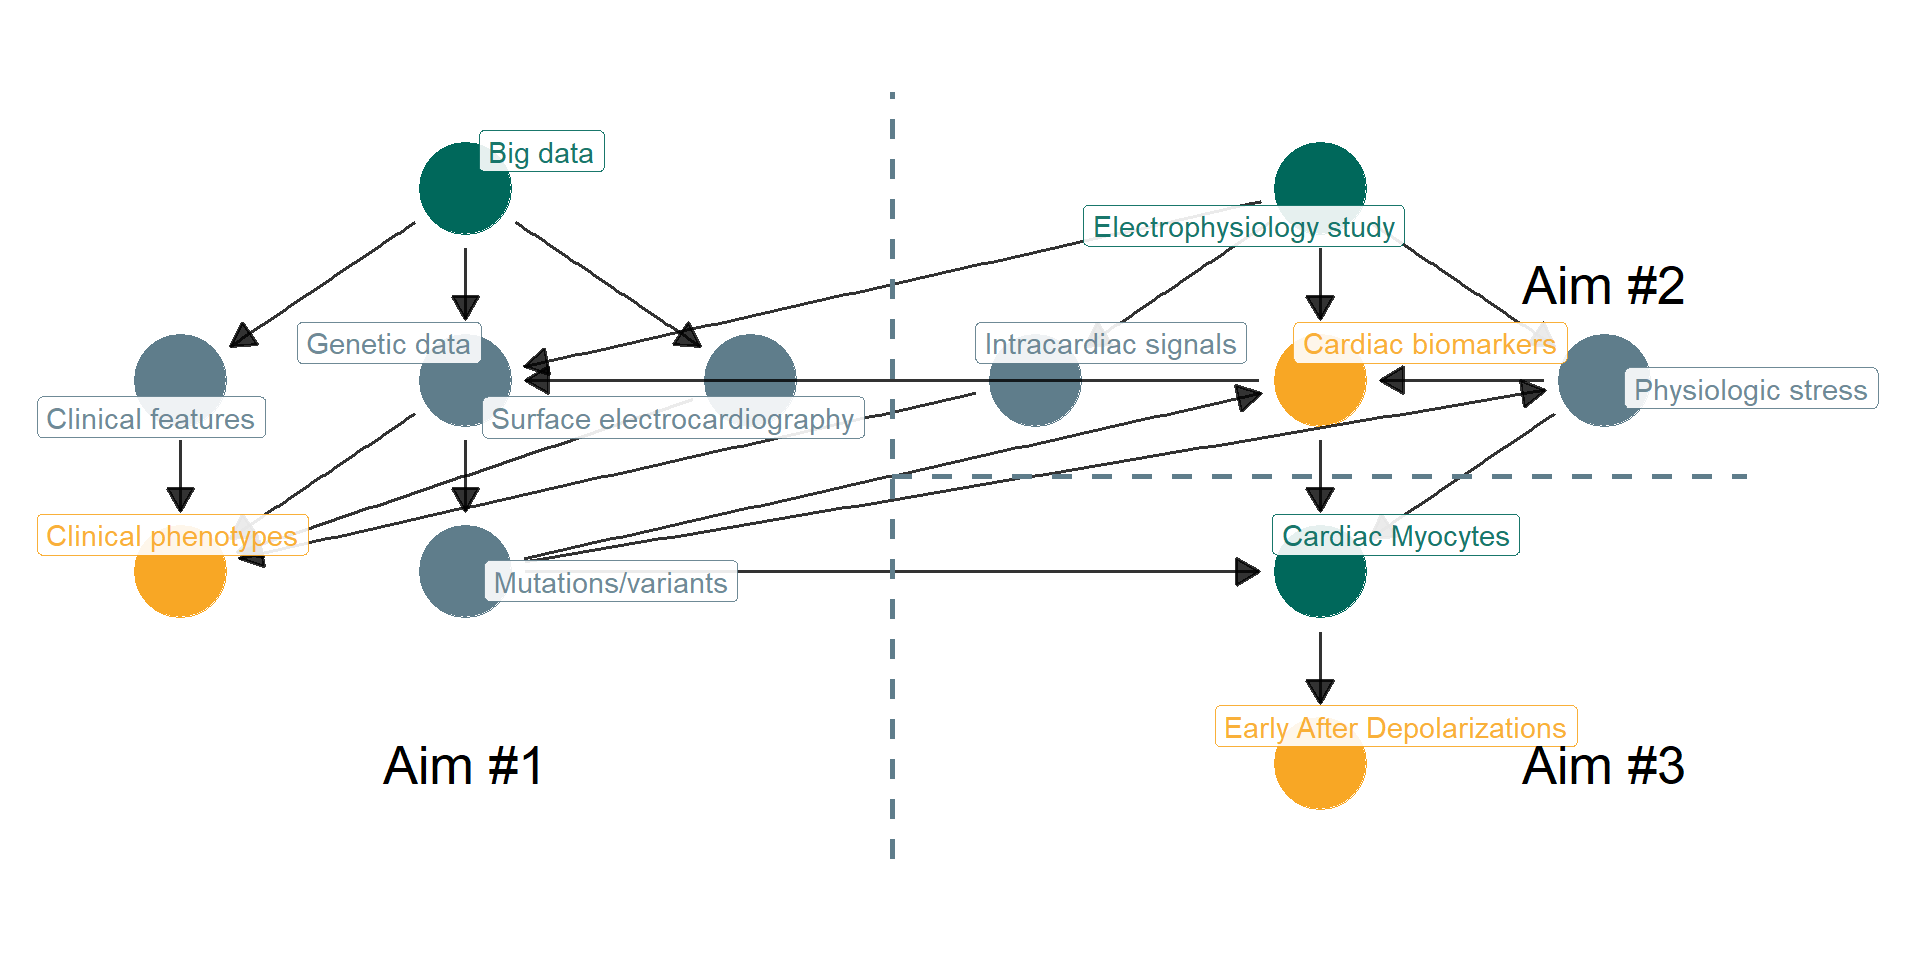 Big data
Electrophysiology study
Aim #2
Genetic data
Intracardiac signals
Cardiac biomarkers
Physiologic stress
Clinical features
Surface electrocardiography
Clinical phenotypes
Cardiac Myocytes
Mutations/variants
Early After Depolarizations
Aim #1
Aim #3